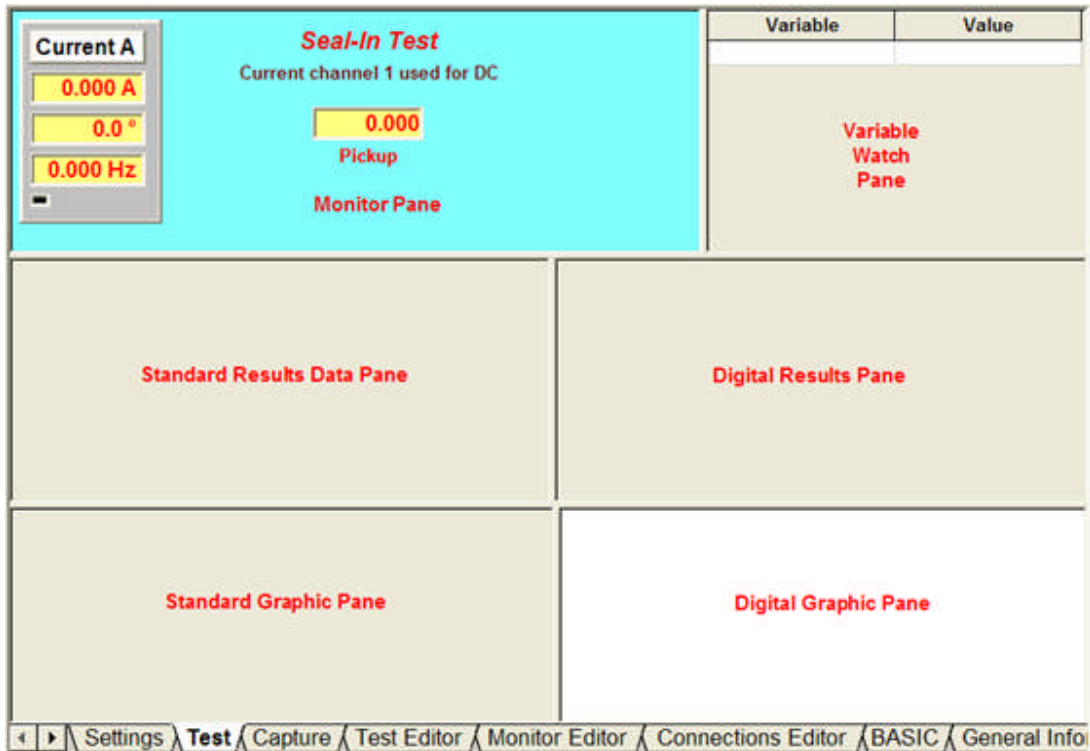 Current A
0.000 A
0.0 °
0.000 Hz
Seal-In Test
Current channel 1 used for DC
0.000
Pickup
Monitor Pane
Variable Value
Variable
Watch
Pane
Standard Results Data Pane
Digital Results Pane
Standard Graphic Pane
Digital Graphic Pane
Settings Test Capture Test Editor Monitor Editor Connections Editor BASIC General Info